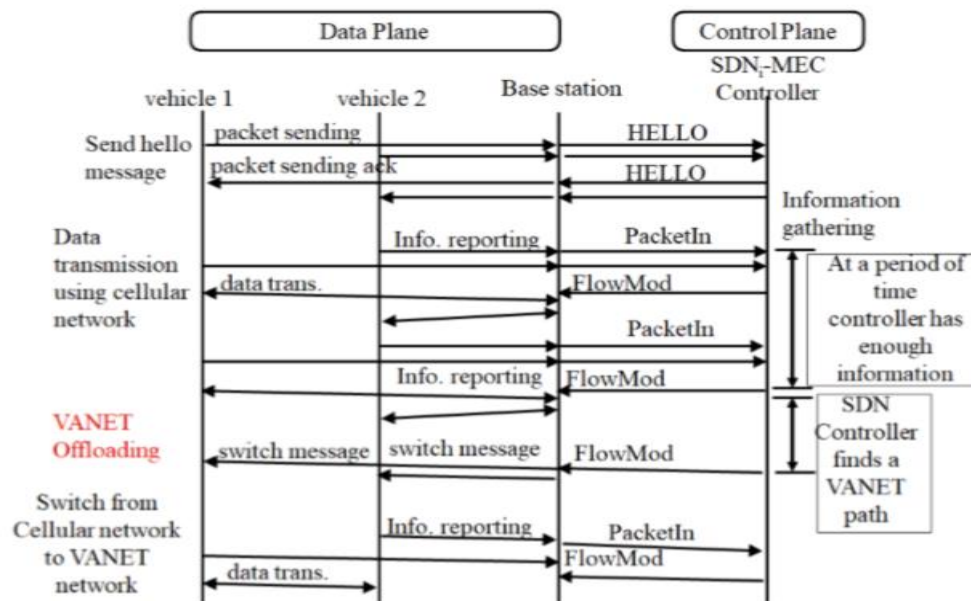 Data Plane
Control Plane
SDNi-MEC
Controller
vehicle 1
vehicle 2
Base station
Send hello
message
packet sending
HELLO
packet sending ack
HELLO
Information
gathering
Data
transmission
using cellular
network
Info. reporting
PacketIn
At a period of
time
controller has
enough
information
data trans.
FlowMod
PacketIn
Info. reporting
FlowMod
VANET
Offloading
SDN
Controller
finds a
VANET
path
switch message
switch message
FlowMod
Switch from
Cellular network
to VANET
network
Info. reporting
PacketIn
FlowMod
data trans.